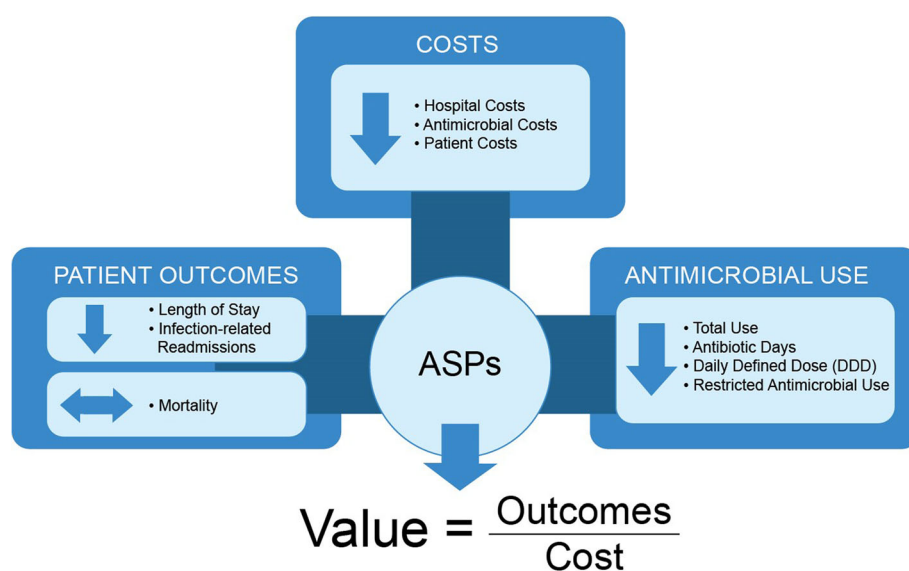 COSTS
• Hospital Costs
• Antimicrobial Costs
• Patient Costs
PATIENT OUTCOMES
• Length of Stay
• Infection-related
Readmissions
• Mortality
ASPs
ANTIMICROBIAL USE
• Total Use
• Antibiotic Days
• Daily Defined Dose (DDD)
• Restricted Antimicrobial Use
Value = Outcomes
Cost